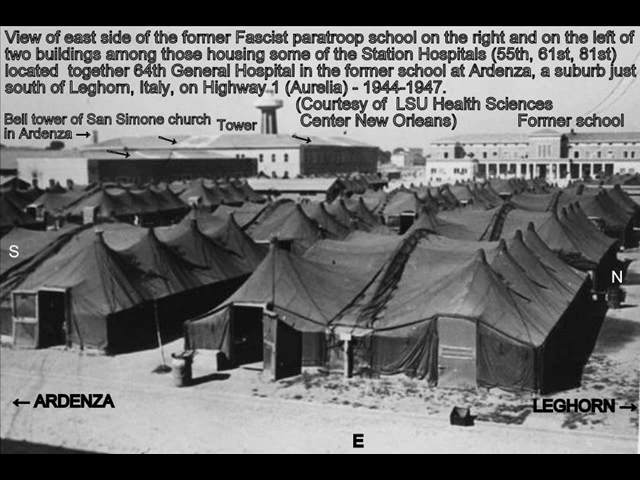 View of east side of the former Fascist paratroop school on the right and on the left of
two buildings among those housing some of the Station Hospitals (55th, 61st, 81st)
located together 64th General Hospital in the former school at Ardenza, a suburb just
south of Leghorn, Italy, on Highway 1 (Aurelia) - 1944-1947.
(Courtesy of LSU Health Sciences
Center New Orleans)
Bell tower of San Simone church
in Ardenza →
Tower
Former school
S
N
← ARDENZA
LEGHORN →
E